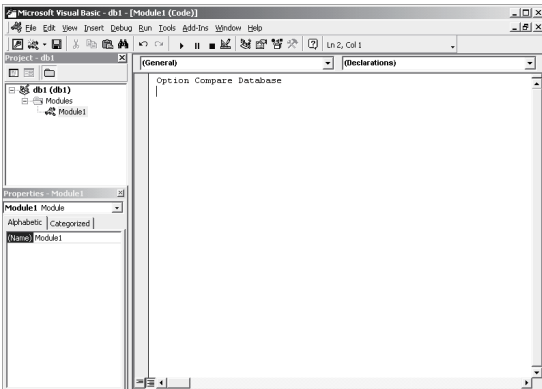 Microsoft Visual Basic - db1 - [Module1 (Code)]
File Edit View Insert Debug Run Tools Add-Ins Window Help
Ln 2, Col 1
Project - db1
(General) (Declarations)
db1 (db1)
Modules
Module1
Option Compare Database
Properties - Module1
Module1 Module
Alphabetic Categorized
(Name) Module1